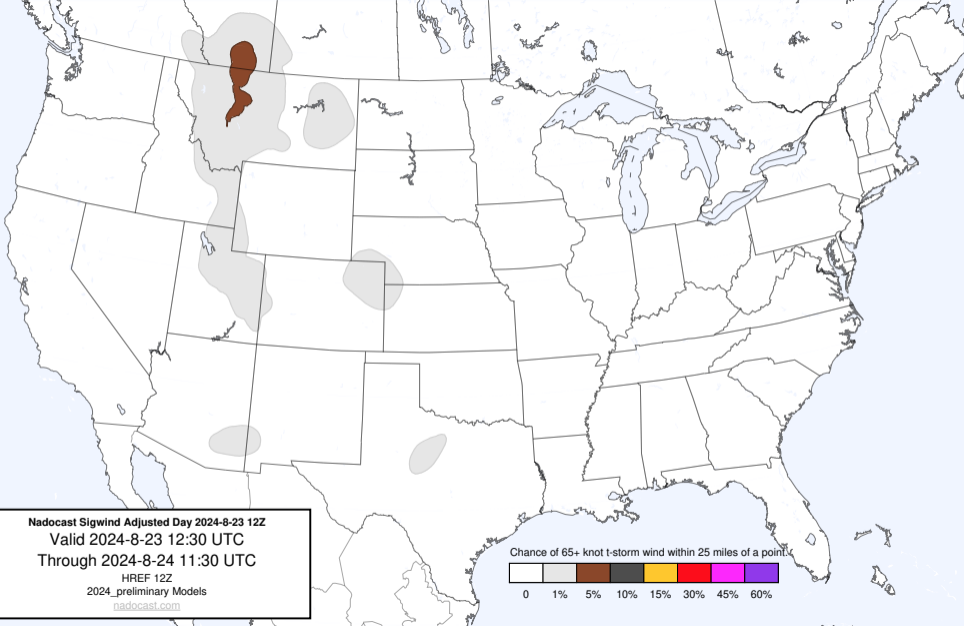 Nadocast Sigwind Adjusted Day 2024-8-23 12Z
Valid 2024-8-23 12:30 UTC
Through 2024-8-24 11:30 UTC
HREF 12Z
2024_preliminary Models
nadocast.com
Chance of 65+ knot t-storm wind within 25 miles of a point.
0 1% 5% 10% 15% 30% 45% 60%